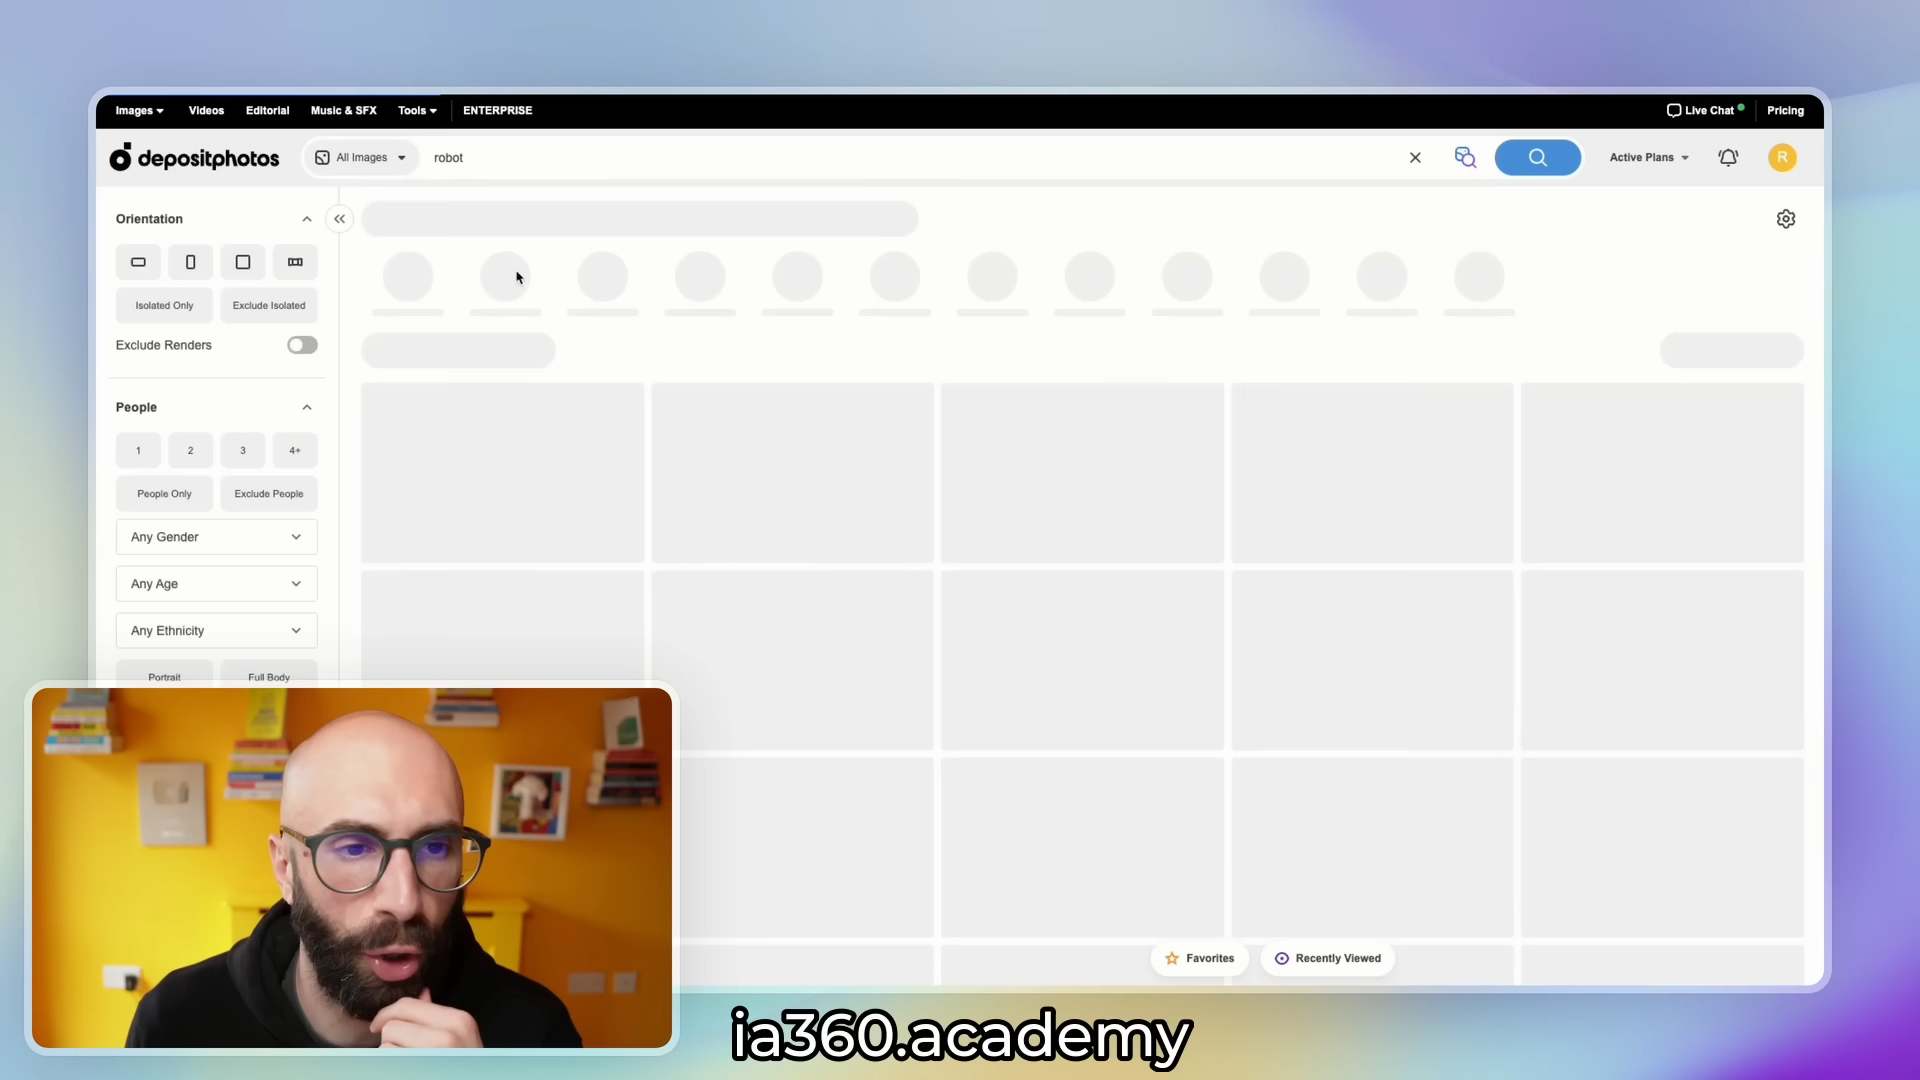 Images Videos Editorial Music & SFX Tools ENTERPRISE Live Chat Pricing
depositphotos All Images robot Active Plans R
Orientation
Isolated Only Exclude Isolated
Exclude Renders
People
1 2 3 4+
People Only Exclude People
Any Gender
Any Age
Any Ethnicity
Portrait Full Body
Favorites Recently Viewed
ia360.academy